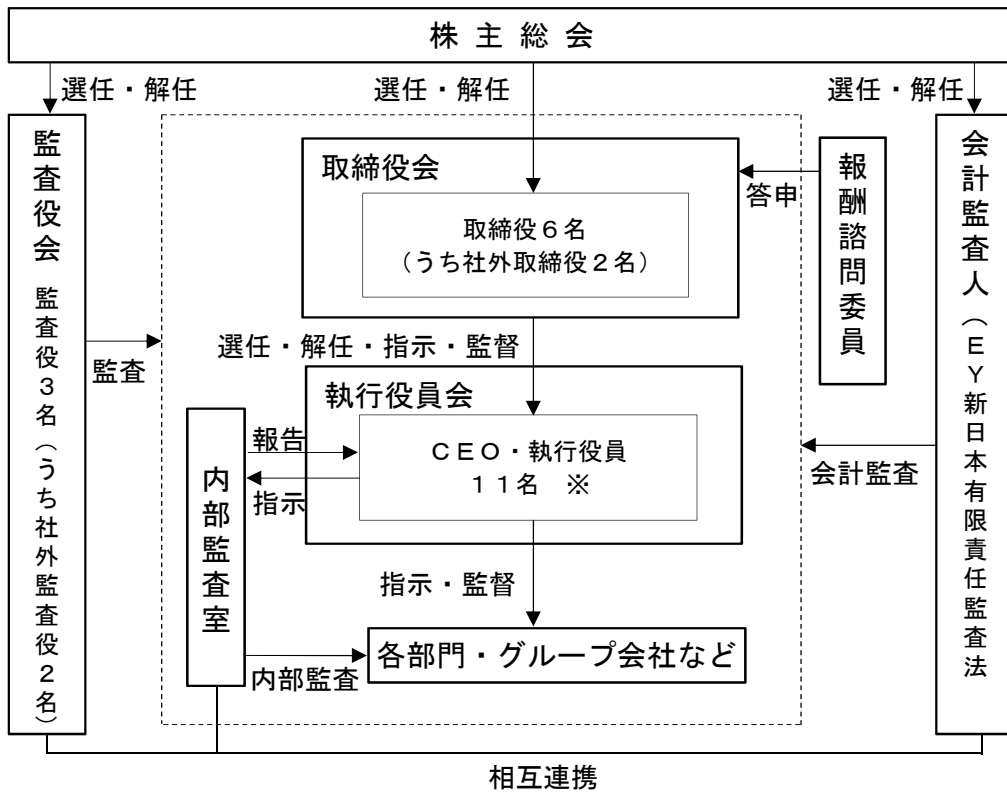 株主総会
選任・解任
選任・解任
選任・解任
監査役会 監査役３名（うち社外監査役２名）
取締役会
取締役６名
（うち社外取締役２名）
答申
報酬諮問委員
会計監査人（ＥＹ新日本有限責任監査法
監査
選任・解任・指示・監督
執行役員会
ＣＥＯ・執行役員
１１名　※
報告
指示
内部監査室
会計監査
指示・監督
各部門・グループ会社など
内部監査
相互連携